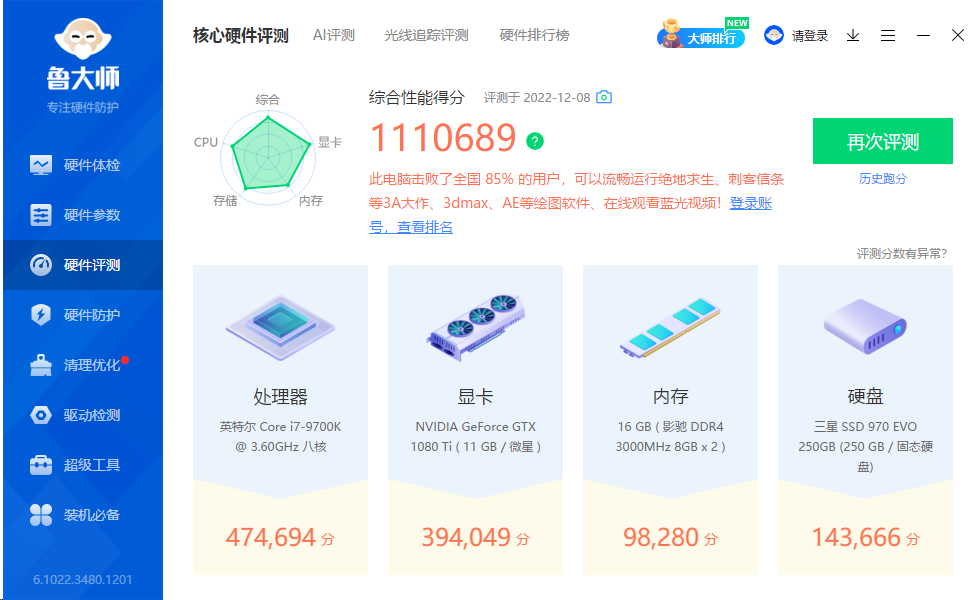 鲁大师
专注硬件防护
硬件体检
硬件参数
硬件评测
硬件防护
清理优化
驱动检测
超级工具
装机必备
6.1022.3480.1201
核心硬件评测 AI评测 光线追踪评测 硬件排行榜
大师排行 NEW 请登录
综合
CPU
显卡
存储
内存
综合性能得分 评测于 2022-12-08
1110689 ?
此电脑击败了全国 85% 的用户，可以流畅运行绝地求生、刺客信条
等3A大作、3dmax、AE等绘图软件、在线观看蓝光视频！登录账
号，查看排名
再次评测
历史跑分
评测分数有异常?
处理器
英特尔 Core i7-9700K
@ 3.60GHz 八核
474,694 分
显卡
NVIDIA GeForce GTX
1080 Ti ( 11 GB / 微星 )
394,049 分
内存
16 GB ( 影驰 DDR4
3000MHz 8GB x 2 )
98,280 分
硬盘
三星 SSD 970 EVO
250GB (250 GB / 固态硬
盘)
143,666 分